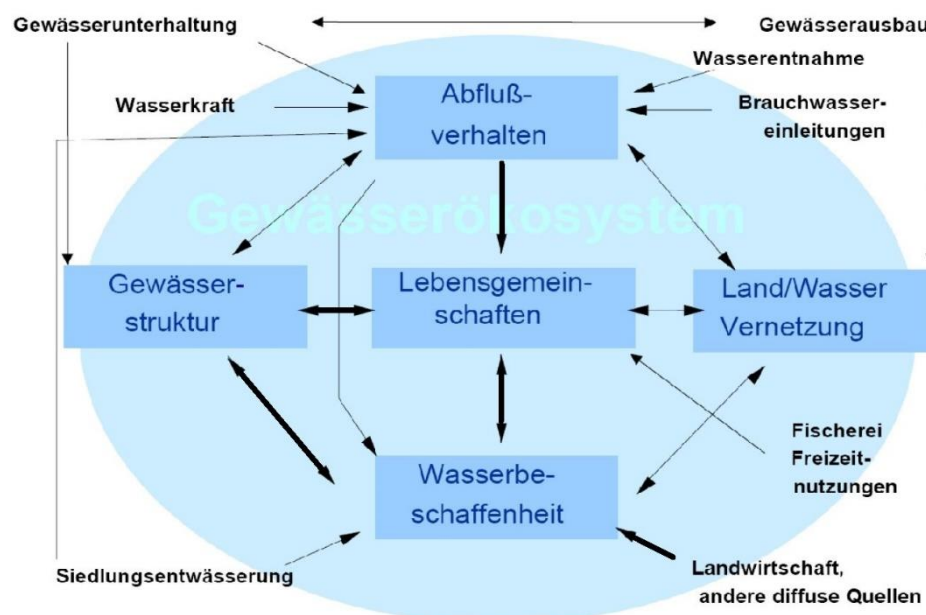 Gewässerunterhaltung
Gewässerausbau
Wasserentnahme
Wasserkraft
Abfluß-
verhalten
Brauchwasser-
einleitungen
Gewässerökosystem
Gewässer-
struktur
Lebensgemein-
schaften
Land/Wasser
Vernetzung
Fischerei
Freizeit-
nutzungen
Wasserbe-
schaffenheit
Siedlungsentwässerung
Landwirtschaft,
andere diffuse Quellen